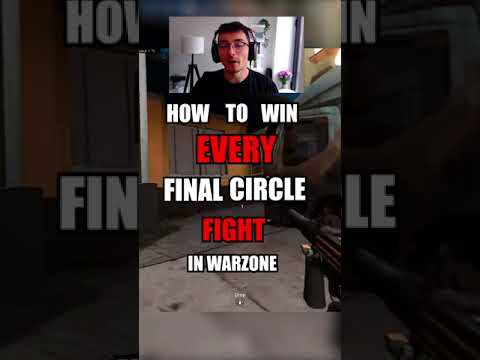 HOW TO WIN
EVERY
FINAL CIRCLE
FIGHT
IN WARZONE